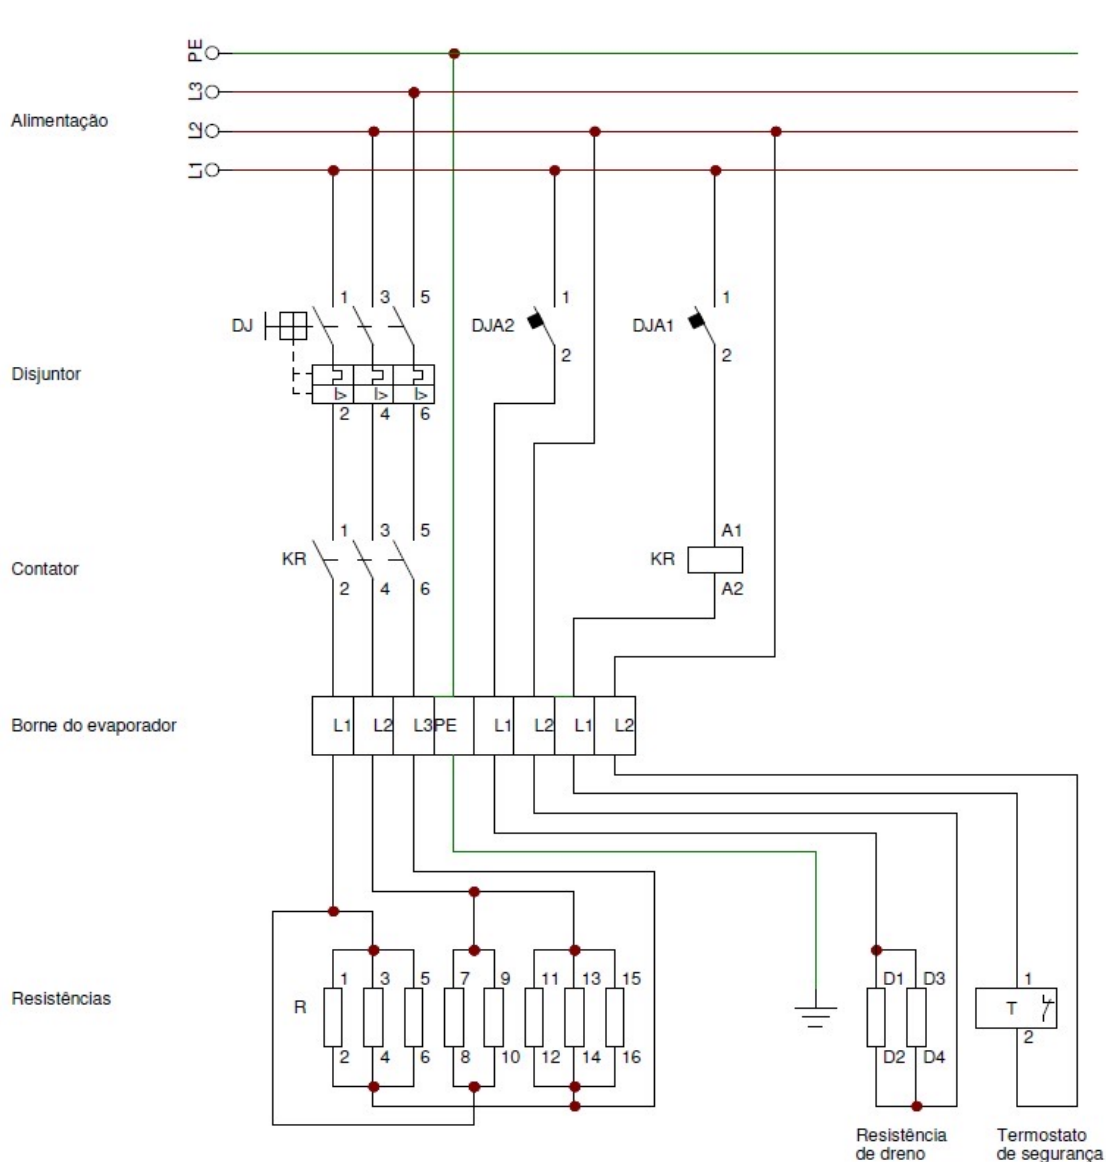 PE
L3
Alimentação
L2
L1
1 3 5 1 1
DJ DJA2 DJA1
2 2
Disjuntor
I> I> I>
2 4 6
1 3 5 A1
KR KR
Contator
2 4 6 A2
Borne do evaporador L1 L2 L3 PE L1 L2 L1 L2
1 3 5 7 9 11 13 15 D1 D3 1
Resistências
R T
2 4 6 8 10 12 14 16 D2 D4 2
Resistência
de dreno
Termostato
de segurança